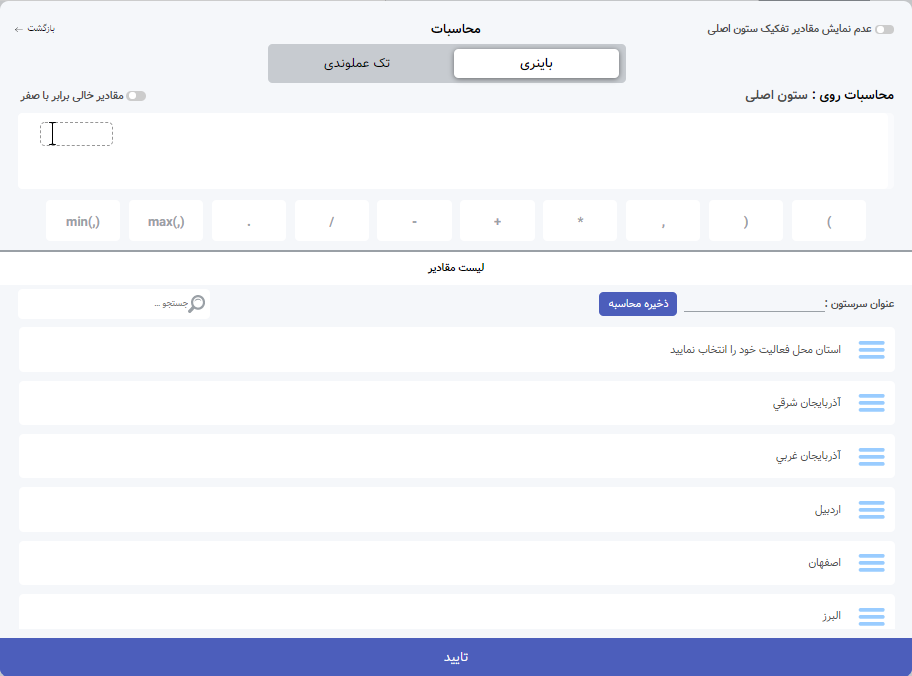 عدم نمایش مقادیر تفکیک ستون اصلی
محاسبات
بازگشت ←
باینری
تک عملوندی
محاسبات روی : ستون اصلی
مقادیر خالی برابر با صفر
(
)
,
*
+
-
/
.
max(,)
min(,)
لیست مقادیر
عنوان سرستون :
ذخیره محاسبه
جستجو ...
استان محل فعالیت خود را انتخاب نمایید
آذربایجان شرقي
آذربایجان غربي
اردبیل
اصفهان
البرز
تایید